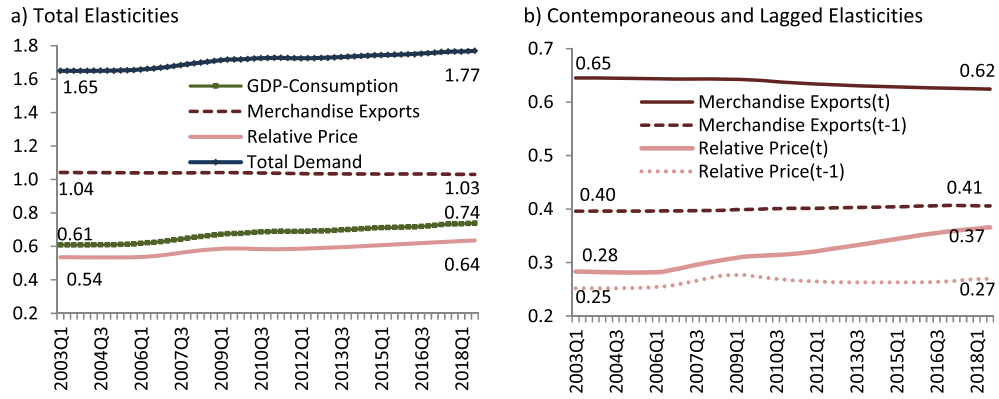 a) Total Elasticities
1.8
1.6
1.4
1.2
1.0
0.8
0.6
0.4
0.2
1.65
1.77
GDP-Consumption
Merchandise Exports
Relative Price
Total Demand
1.04
1.03
0.74
0.61
0.54
0.64
2003Q1
2004Q3
2006Q1
2007Q3
2009Q1
2010Q3
2012Q1
2013Q3
2015Q1
2016Q3
2018Q1
b) Contemporaneous and Lagged Elasticities
0.7
0.6
0.5
0.4
0.3
0.2
0.65
0.62
Merchandise Exports(t)
Merchandise Exports(t-1)
Relative Price(t)
Relative Price(t-1)
0.40
0.41
0.28
0.37
0.25
0.27
2003Q1
2004Q3
2006Q1
2007Q3
2009Q1
2010Q3
2012Q1
2013Q3
2015Q1
2016Q3
2018Q1